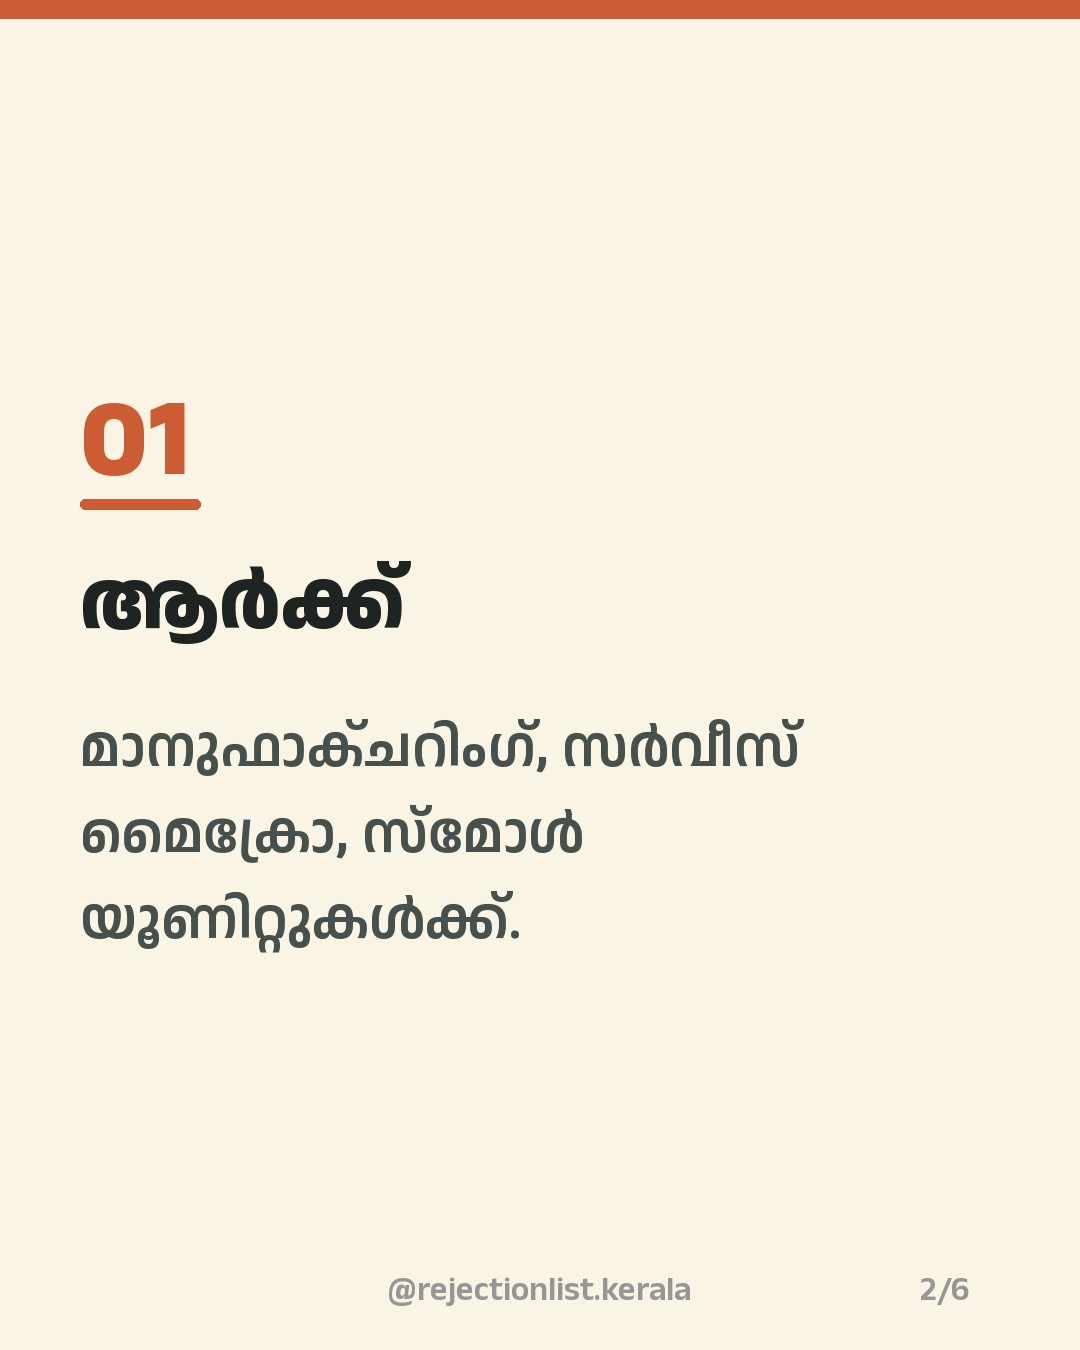 01
ആർക്ക്
മാനുഫാക്ചറിംഗ്, സർവീസ്
മൈക്രോ, സ്മോൾ
യൂണിറ്റുകൾക്ക്.
@rejectionlist.kerala
2/6